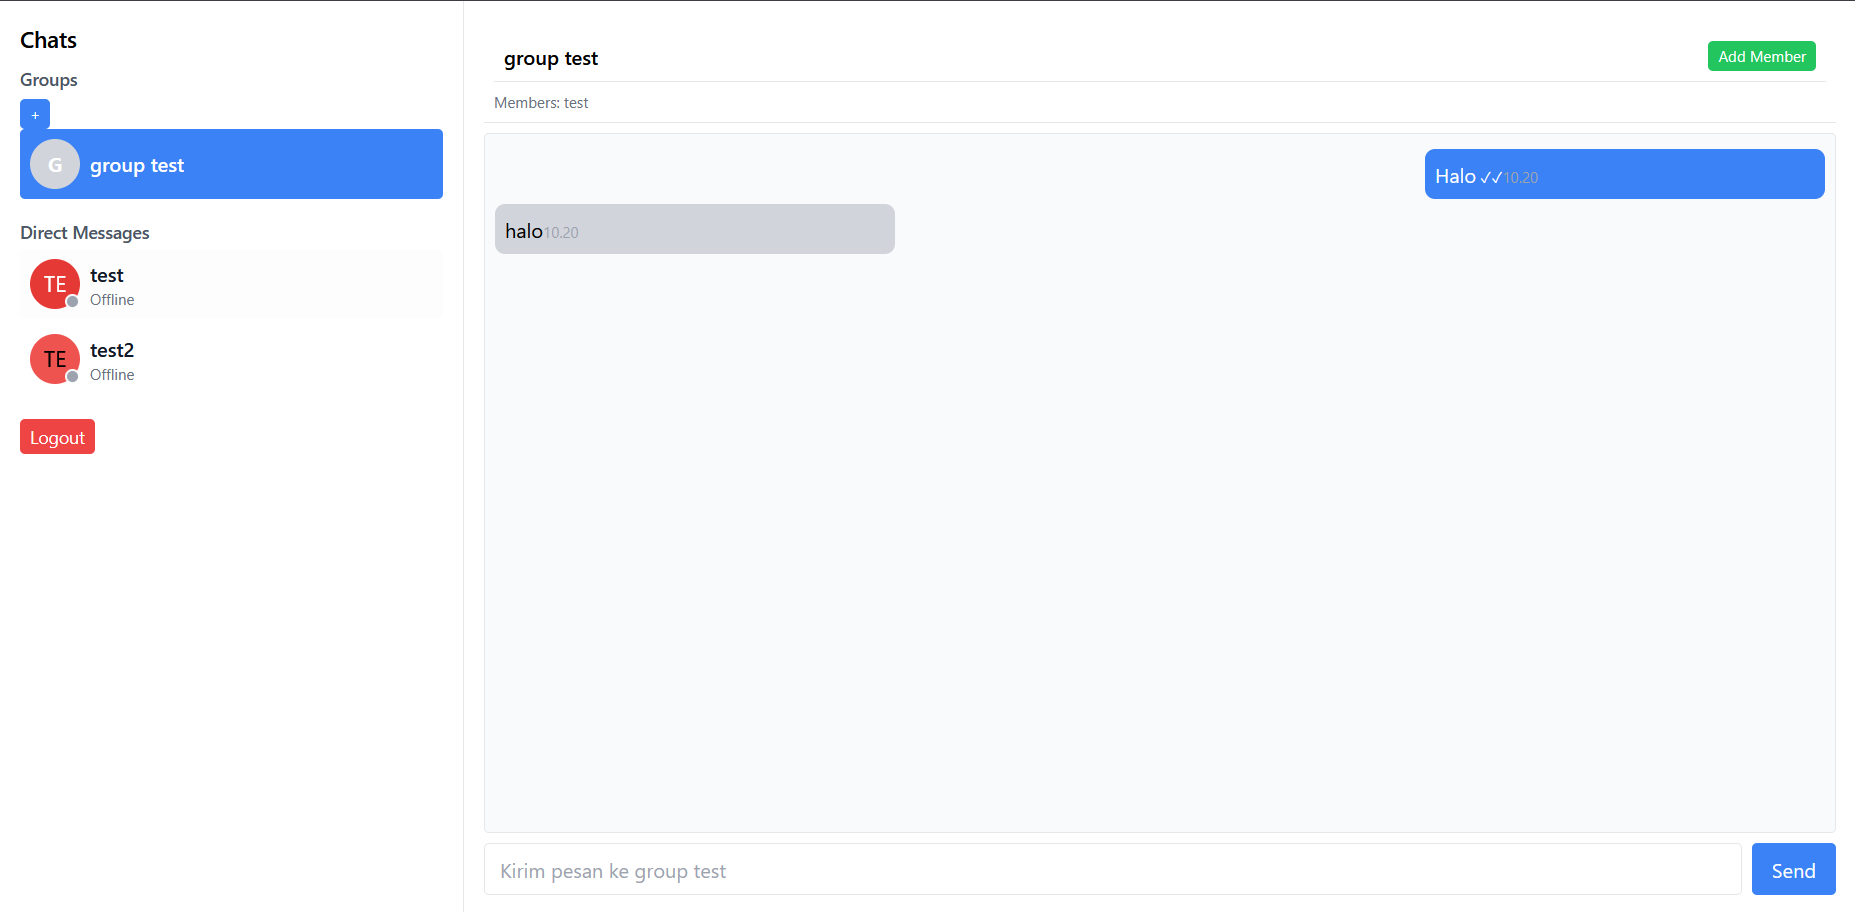 Chats
Groups
+
G
group test
Direct Messages
TE
test
Offline
TE
test2
Offline
Logout
group test
Add Member
Members: test
Halo ✓✓10.20
halo10.20
Kirim pesan ke group test
Send